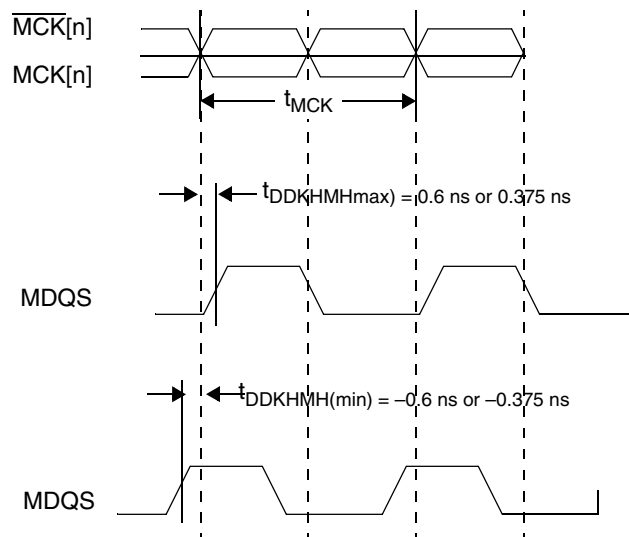 MCK[n]
MCK[n]
tMCK
tDDKHMHmax) = 0.6 ns or 0.375 ns
MDQS
tDDKHMH(min) = –0.6 ns or –0.375 ns
MDQS